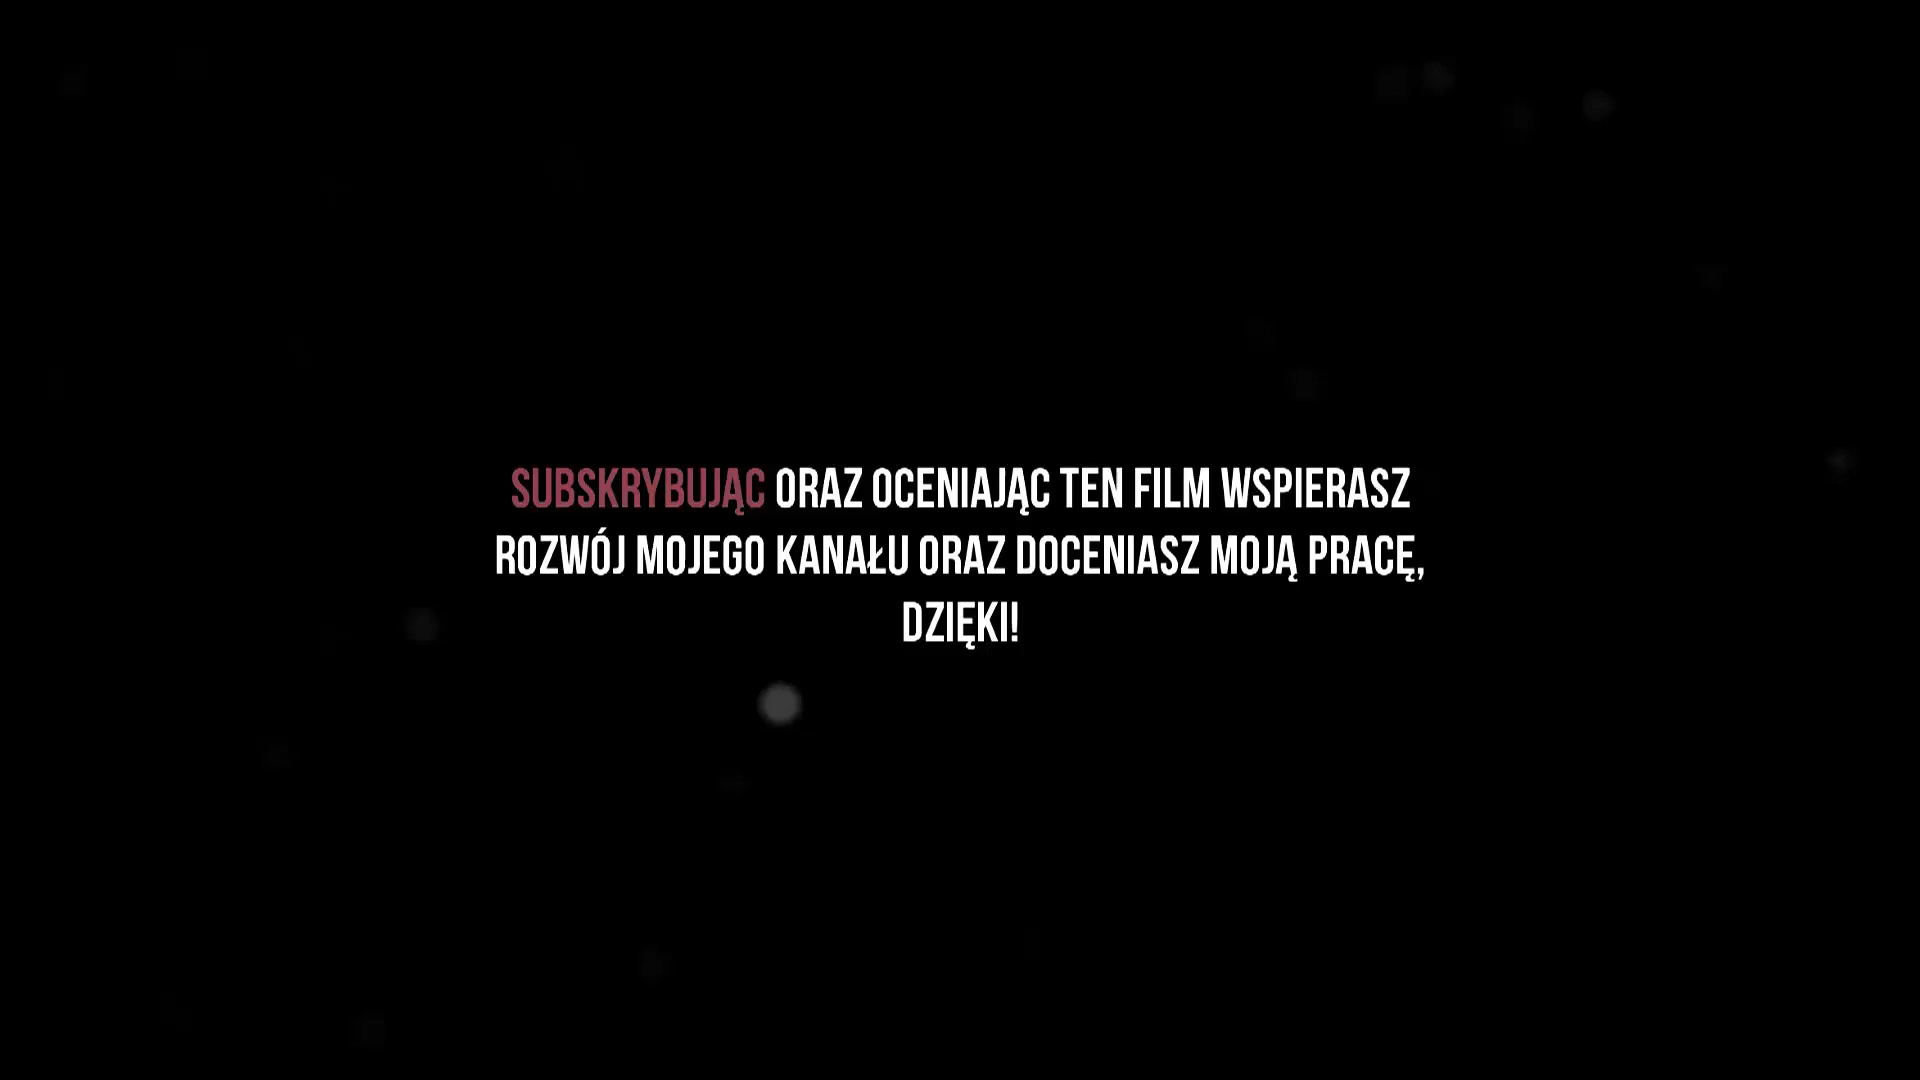 SUBSKRYBUJĄC ORAZ OCENIAJĄC TEN FILM WSPIERASZ
ROZWÓJ MOJEGO KANAŁU ORAZ DOCENIASZ MOJĄ PRACĘ,
DZIĘKI!